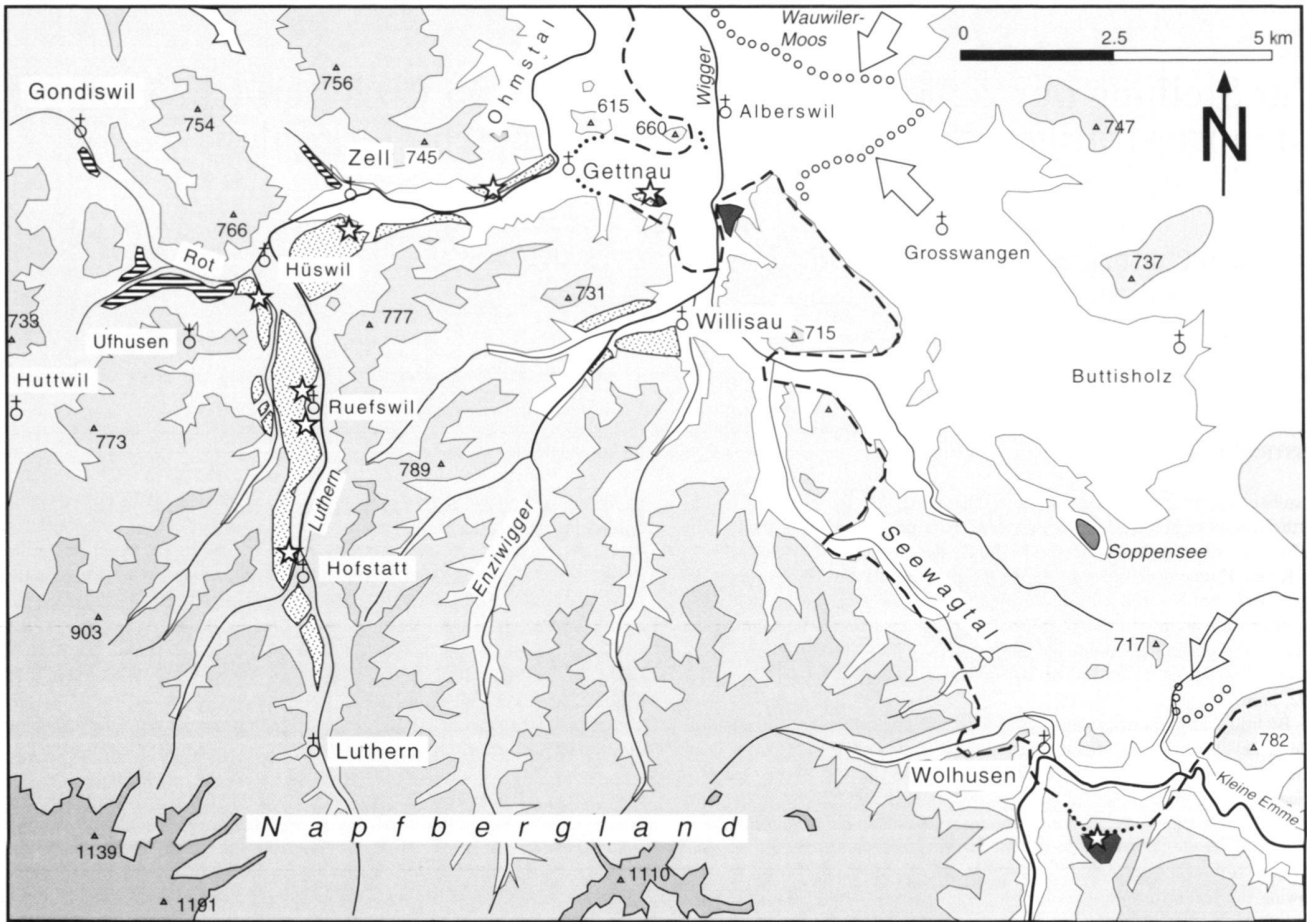 Wauwiler-
Moos
0 2.5 5 km
N
Gondiswil
756
754
Ohmstal
615
660
Wigger
Alberswil
747
Zell
745
Gettnau
766
Rot
Hüswil
Grosswangen
737
731
733
Ufhusen
777
Willisau
715
Huttwil
Buttisholz
773
Ruefswil
789
Luthern
Enziwigger
Seewagtal
Soppensee
Hofstatt
903
717
Luthern
Wolhusen
782
Kleine Emme
Napfbergland
1139
1110
1191